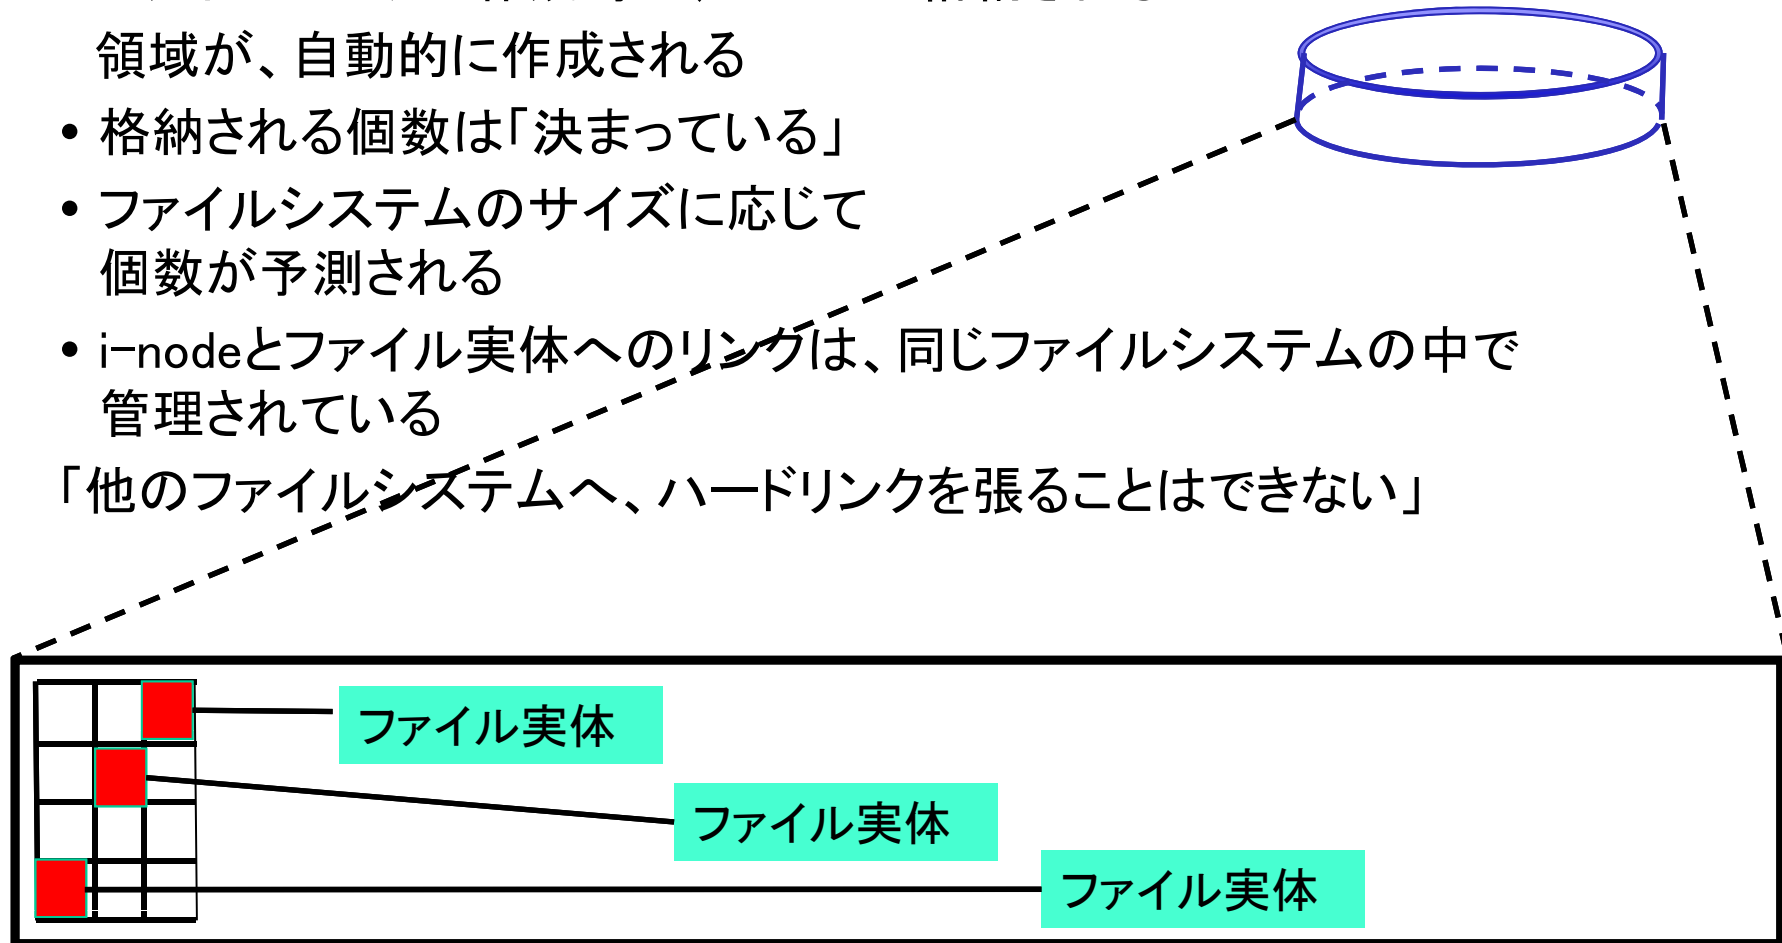 領域が、自動的に作成される
• 格納される個数は「決まっている」
• ファイルシステムのサイズに応じて
個数が予測される
• i-nodeとファイル実体へのリンクは、同じファイルシステムの中で
管理されている
「他のファイルシステムへ、ハードリンクを張ることはできない」
ファイル実体
ファイル実体
ファイル実体